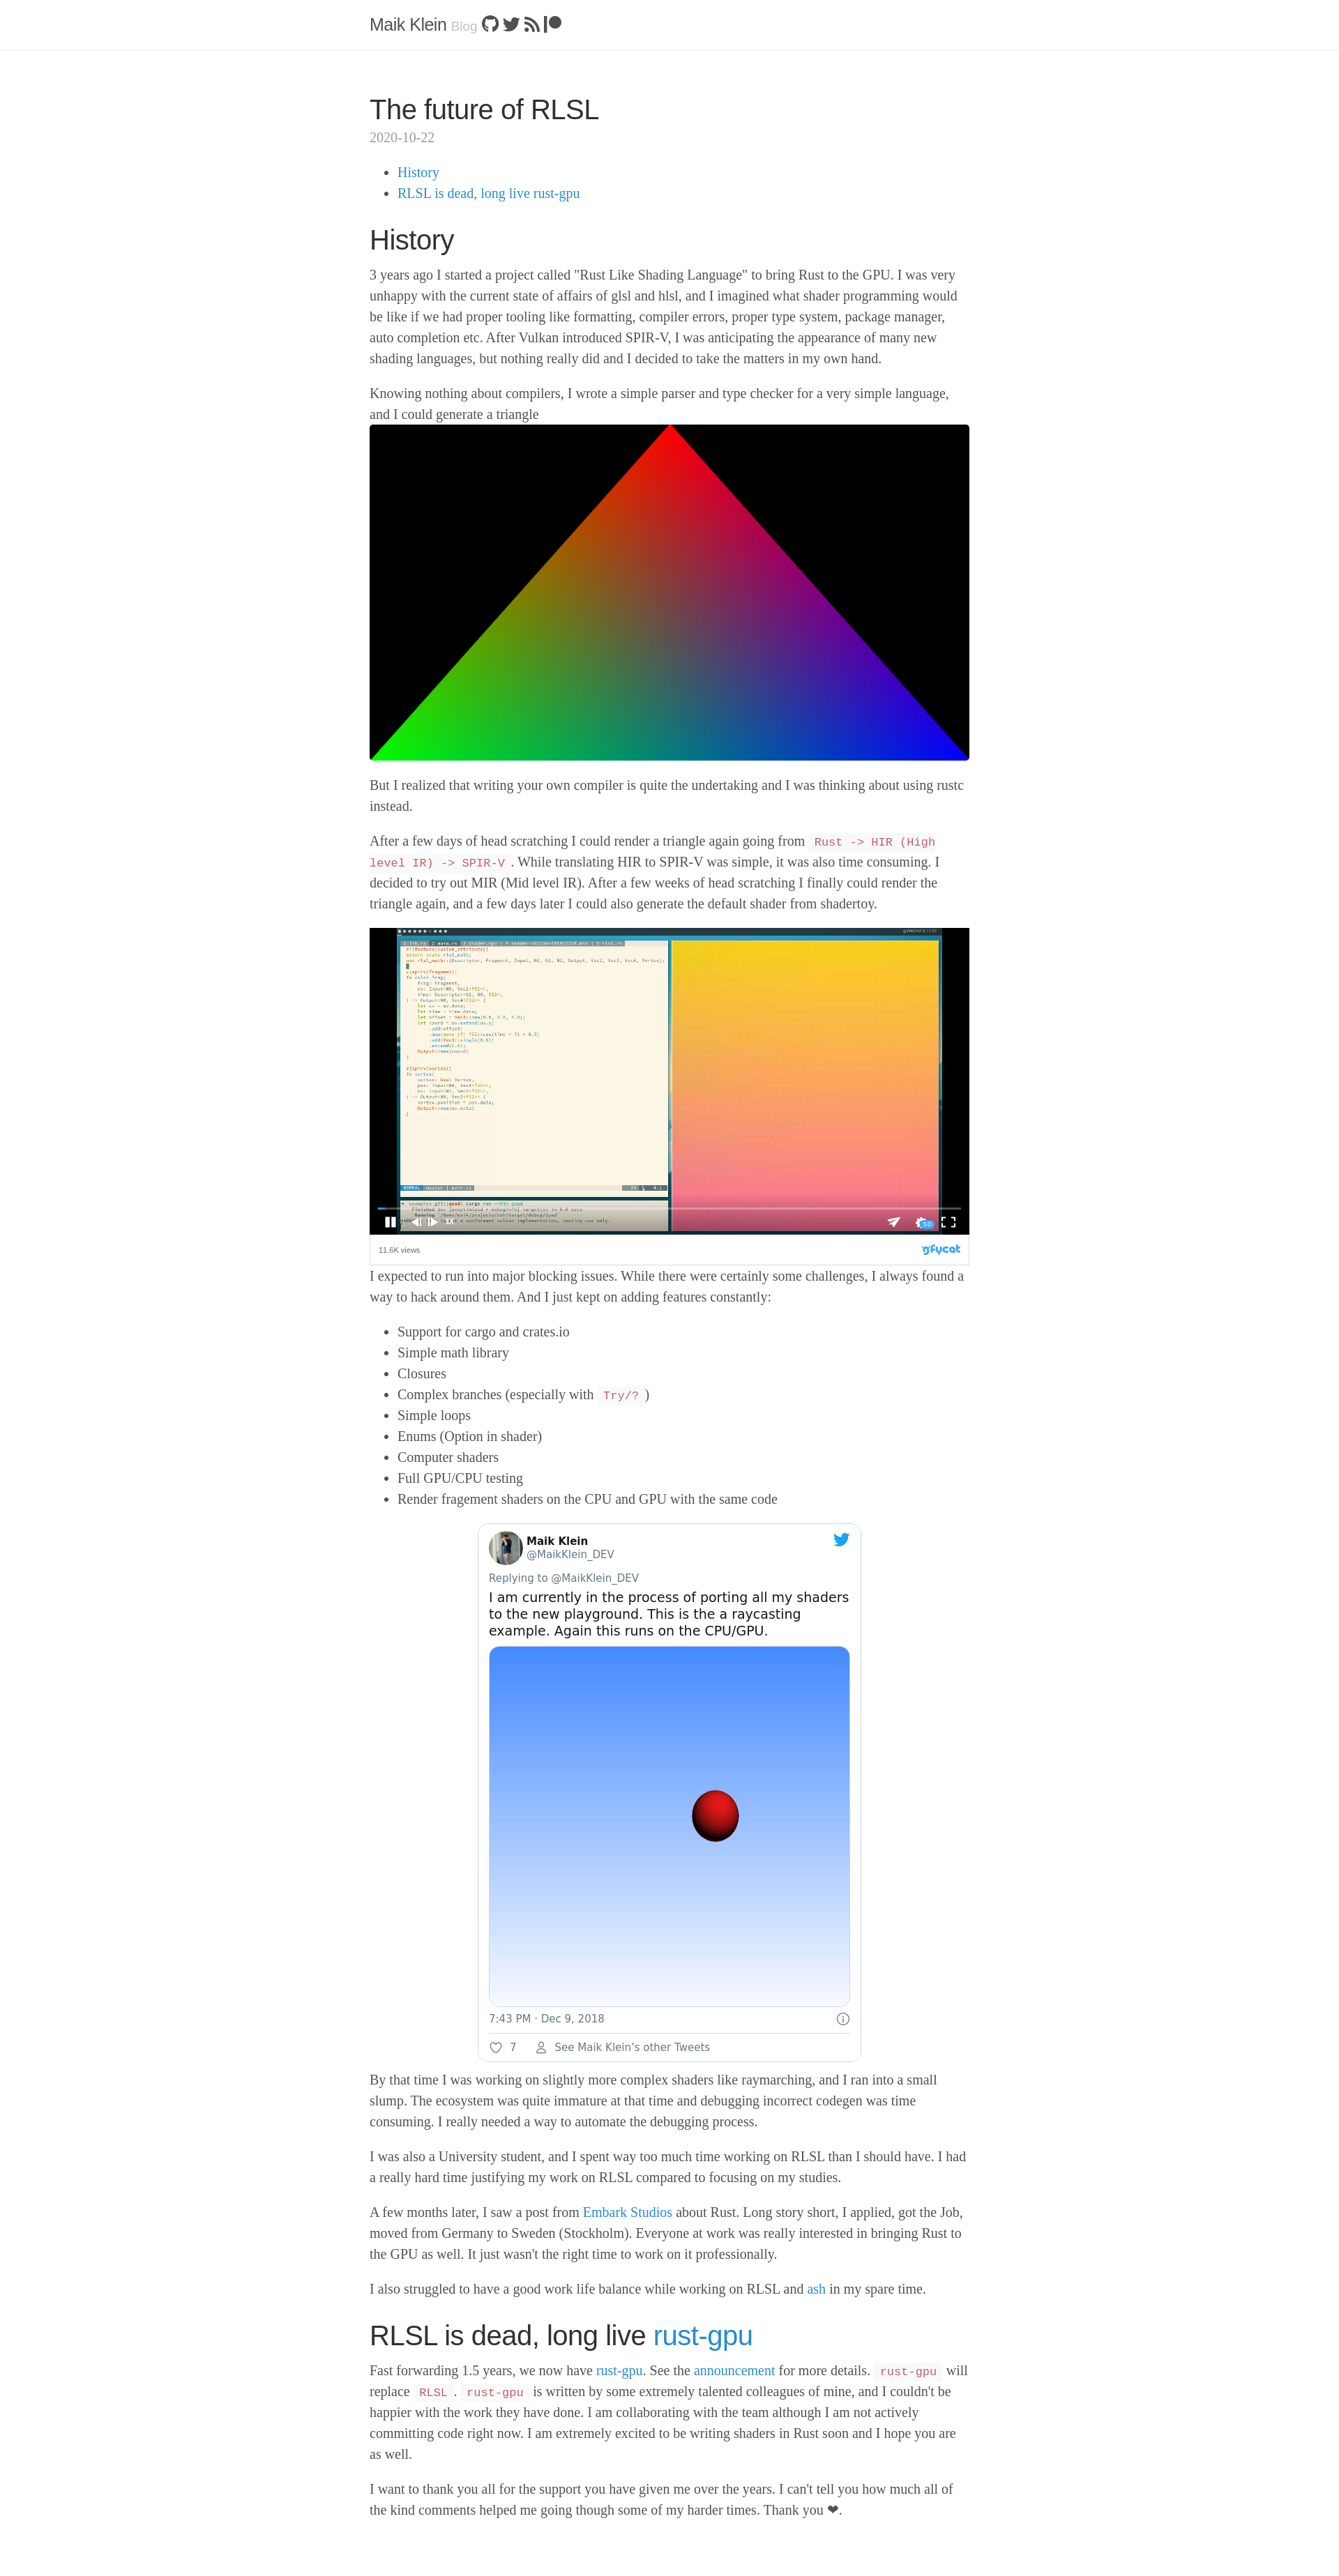 Maik Klein Blog
The future of RLSL
2020-10-22
History
RLSL is dead, long live rust-gpu
History
3 years ago I started a project called "Rust Like Shading Language" to bring Rust to the GPU. I was very
unhappy with the current state of affairs of glsl and hlsl, and I imagined what shader programming would
be like if we had proper tooling like formatting, compiler errors, proper type system, package manager,
auto completion etc. After Vulkan introduced SPIR-V, I was anticipating the appearance of many new
shading languages, but nothing really did and I decided to take the matters in my own hand.
Knowing nothing about compilers, I wrote a simple parser and type checker for a very simple language,
and I could generate a triangle
But I realized that writing your own compiler is quite the undertaking and I was thinking about using rustc
instead.
After a few days of head scratching I could render a triangle again going from Rust -> HIR (High
level IR) -> SPIR-V . While translating HIR to SPIR-V was simple, it was also time consuming. I
decided to try out MIR (Mid level IR). After a few weeks of head scratching I finally could render the
triangle again, and a few days later I could also generate the default shader from shadertoy.
1x
SD
11.6K views
gfycat
I expected to run into major blocking issues. While there were certainly some challenges, I always found a
way to hack around them. And I just kept on adding features constantly:
Support for cargo and crates.io
Simple math library
Closures
Complex branches (especially with Try/? )
Simple loops
Enums (Option in shader)
Computer shaders
Full GPU/CPU testing
Render fragement shaders on the CPU and GPU with the same code
Maik Klein
@MaikKlein_DEV
Replying to @MaikKlein_DEV
I am currently in the process of porting all my shaders
to the new playground. This is the a raycasting
example. Again this runs on the CPU/GPU.
7:43 PM · Dec 9, 2018
7 See Maik Klein’s other Tweets
By that time I was working on slightly more complex shaders like raymarching, and I ran into a small
slump. The ecosystem was quite immature at that time and debugging incorrect codegen was time
consuming. I really needed a way to automate the debugging process.
I was also a University student, and I spent way too much time working on RLSL than I should have. I had
a really hard time justifying my work on RLSL compared to focusing on my studies.
A few months later, I saw a post from Embark Studios about Rust. Long story short, I applied, got the Job,
moved from Germany to Sweden (Stockholm). Everyone at work was really interested in bringing Rust to
the GPU as well. It just wasn't the right time to work on it professionally.
I also struggled to have a good work life balance while working on RLSL and ash in my spare time.
RLSL is dead, long live rust-gpu
Fast forwarding 1.5 years, we now have rust-gpu. See the announcement for more details. rust-gpu will
replace RLSL . rust-gpu is written by some extremely talented colleagues of mine, and I couldn't be
happier with the work they have done. I am collaborating with the team although I am not actively
committing code right now. I am extremely excited to be writing shaders in Rust soon and I hope you are
as well.
I want to thank you all for the support you have given me over the years. I can't tell you how much all of
the kind comments helped me going though some of my harder times. Thank you ❤.